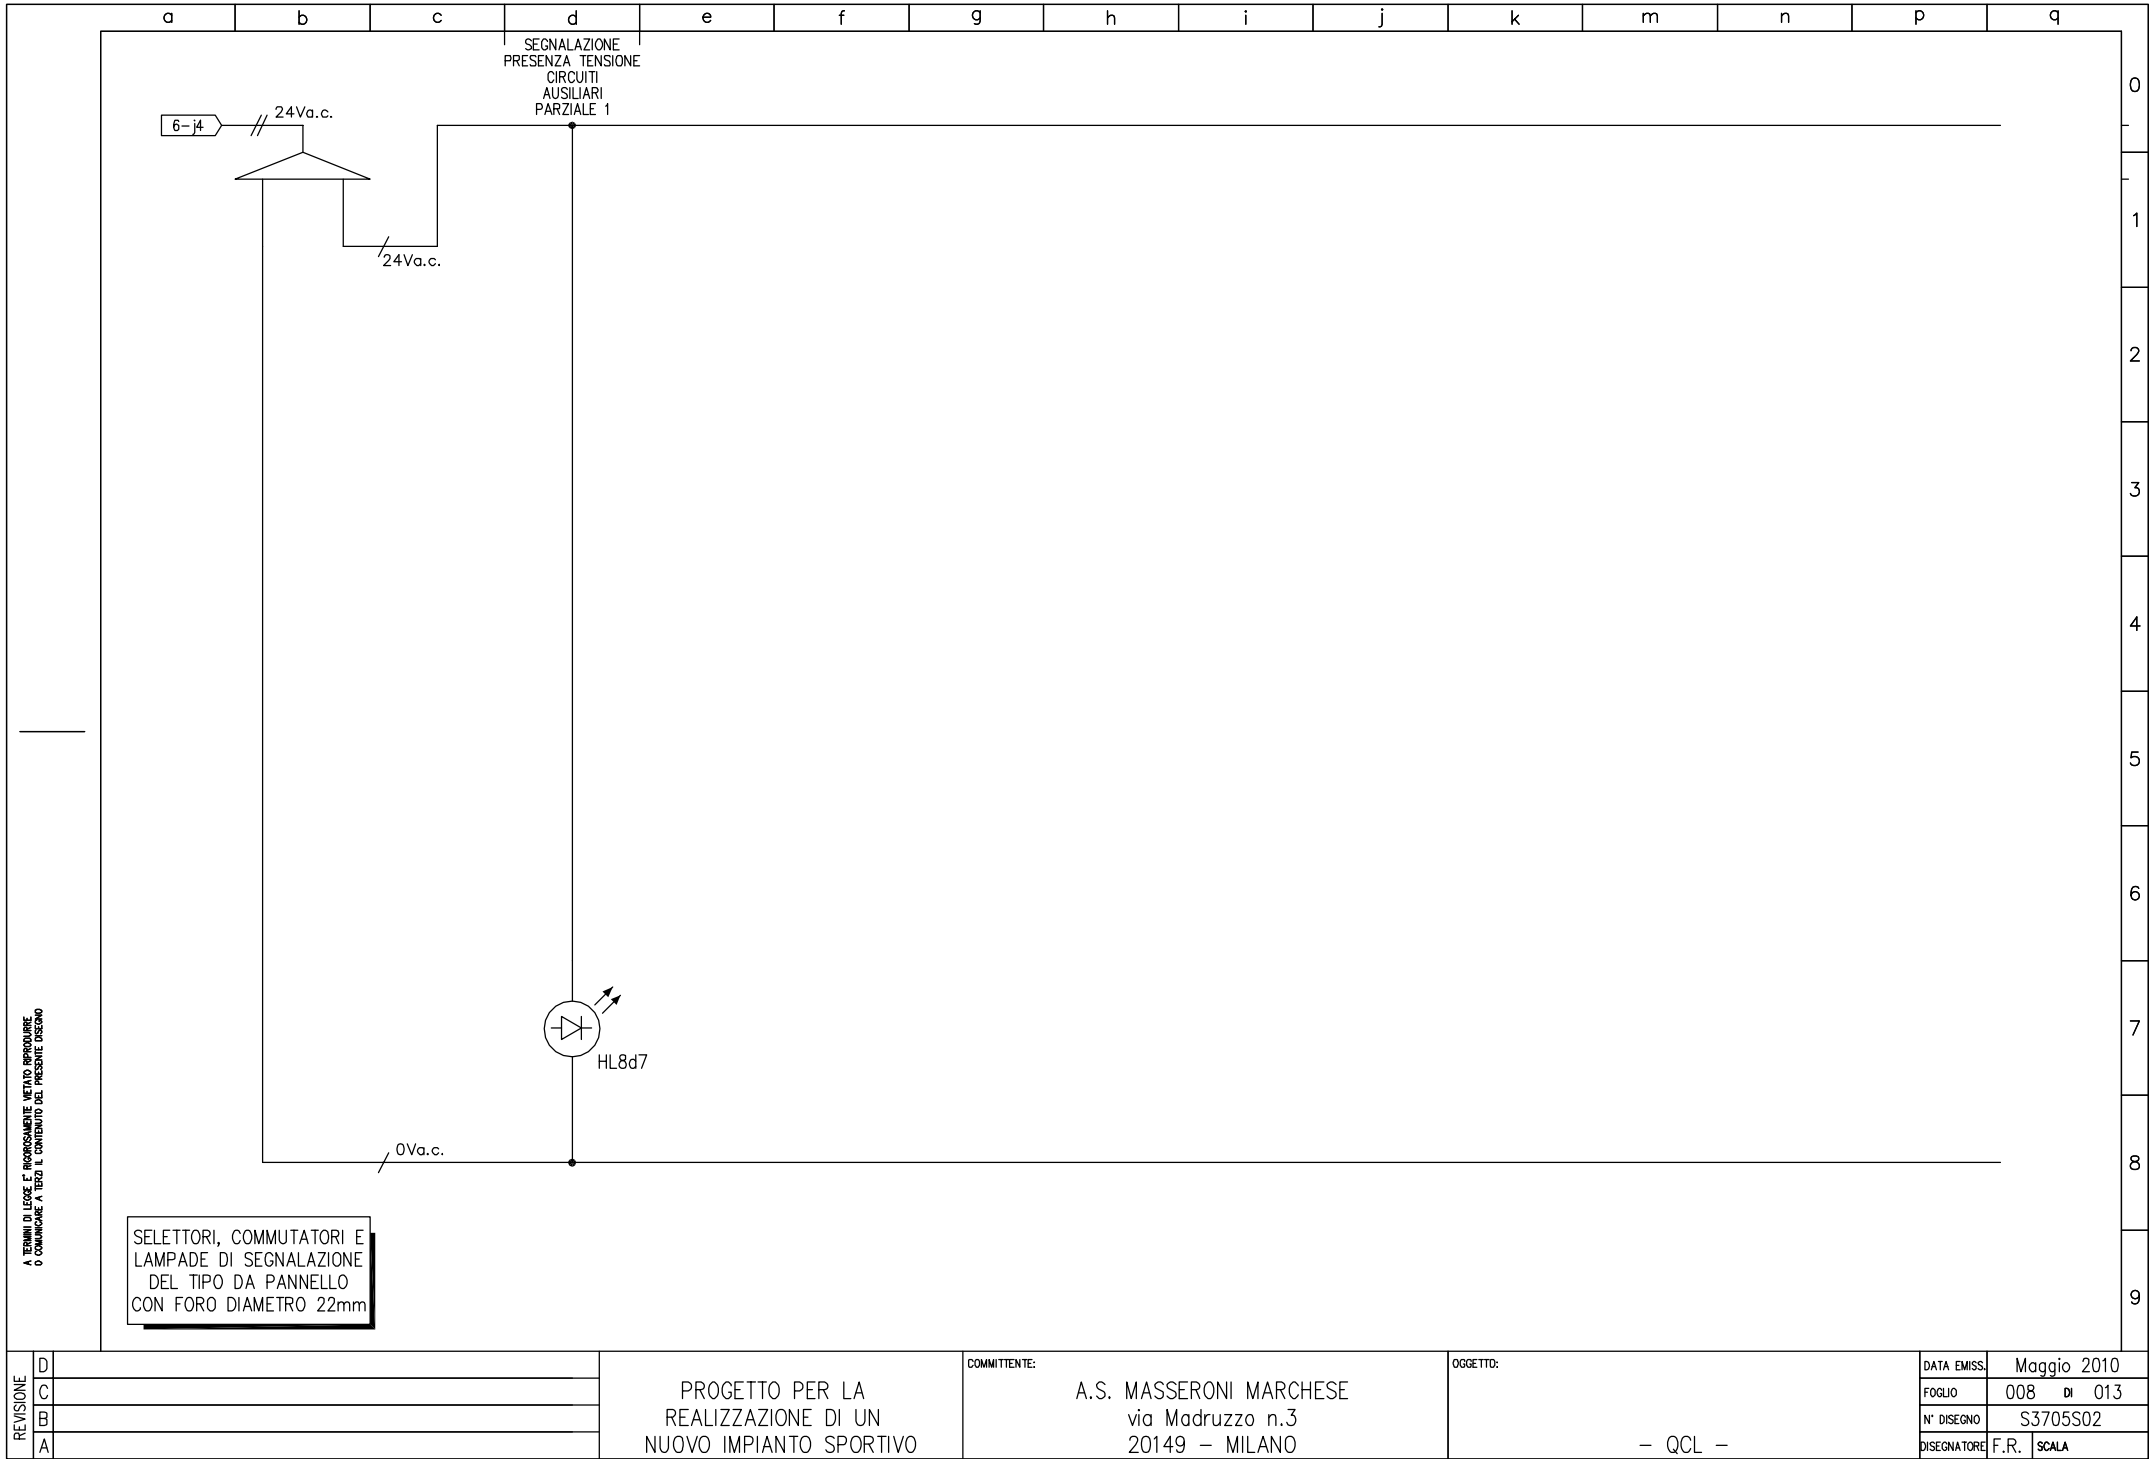 a b c d e f g h i j k m n p q
SEGNALAZIONE
PRESENZA TENSIONE
CIRCUITI
AUSILIARI
PARZIALE 1
0
6-j4
24Va.c.
1
24Va.c.
2
3
4
5
6
7
HL8d7
0Va.c.
8
A TERMINI DI LEGGE E' RIGOROSAMENTE VIETATO RIPRODURRE
O COMUNICARE A TERZI IL CONTENUTO DEL PRESENTE DISEGNO
SELETTORI, COMMUTATORI E
LAMPADE DI SEGNALAZIONE
DEL TIPO DA PANNELLO
CON FORO DIAMETRO 22mm
9
REVISIONE
D
C
B
A
PROGETTO PER LA
REALIZZAZIONE DI UN
NUOVO IMPIANTO SPORTIVO
COMMITTENTE:
A.S. MASSERONI MARCHESE
via Madruzzo n.3
20149 - MILANO
OGGETTO:
- QCL -
DATA EMISS. Maggio 2010
FOGLIO 008 DI 013
N° DISEGNO S3705S02
DISEGNATORE F.R. SCALA